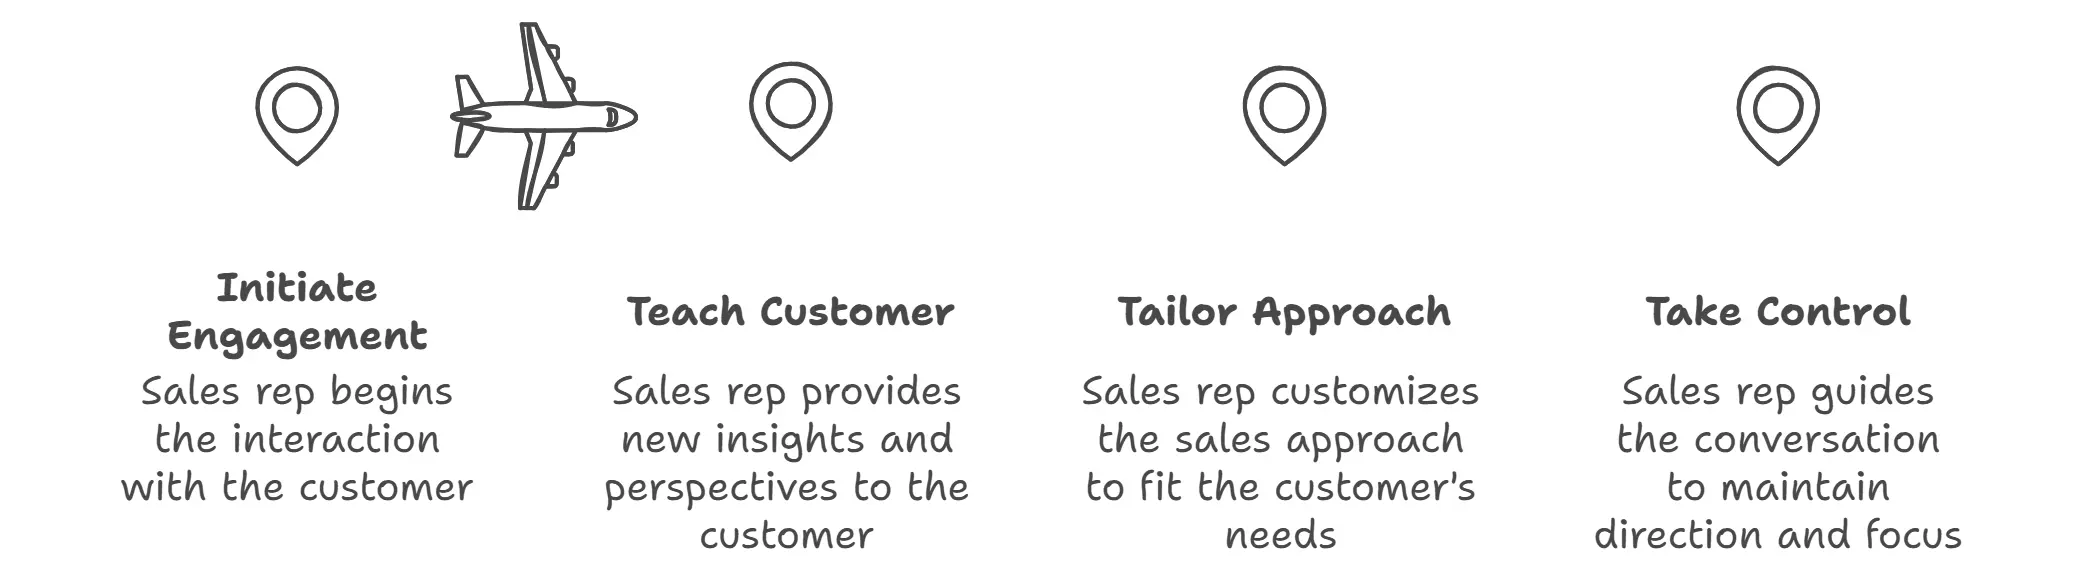 Initiate
Engagement
Sales rep begins
the interaction
with the customer
Teach Customer
Sales rep provides
new insights and
perspectives to the
customer
Tailor Approach
Sales rep customizes
the sales approach
to fit the customer's
needs
Take Control
Sales rep guides
the conversation
to maintain
direction and focus